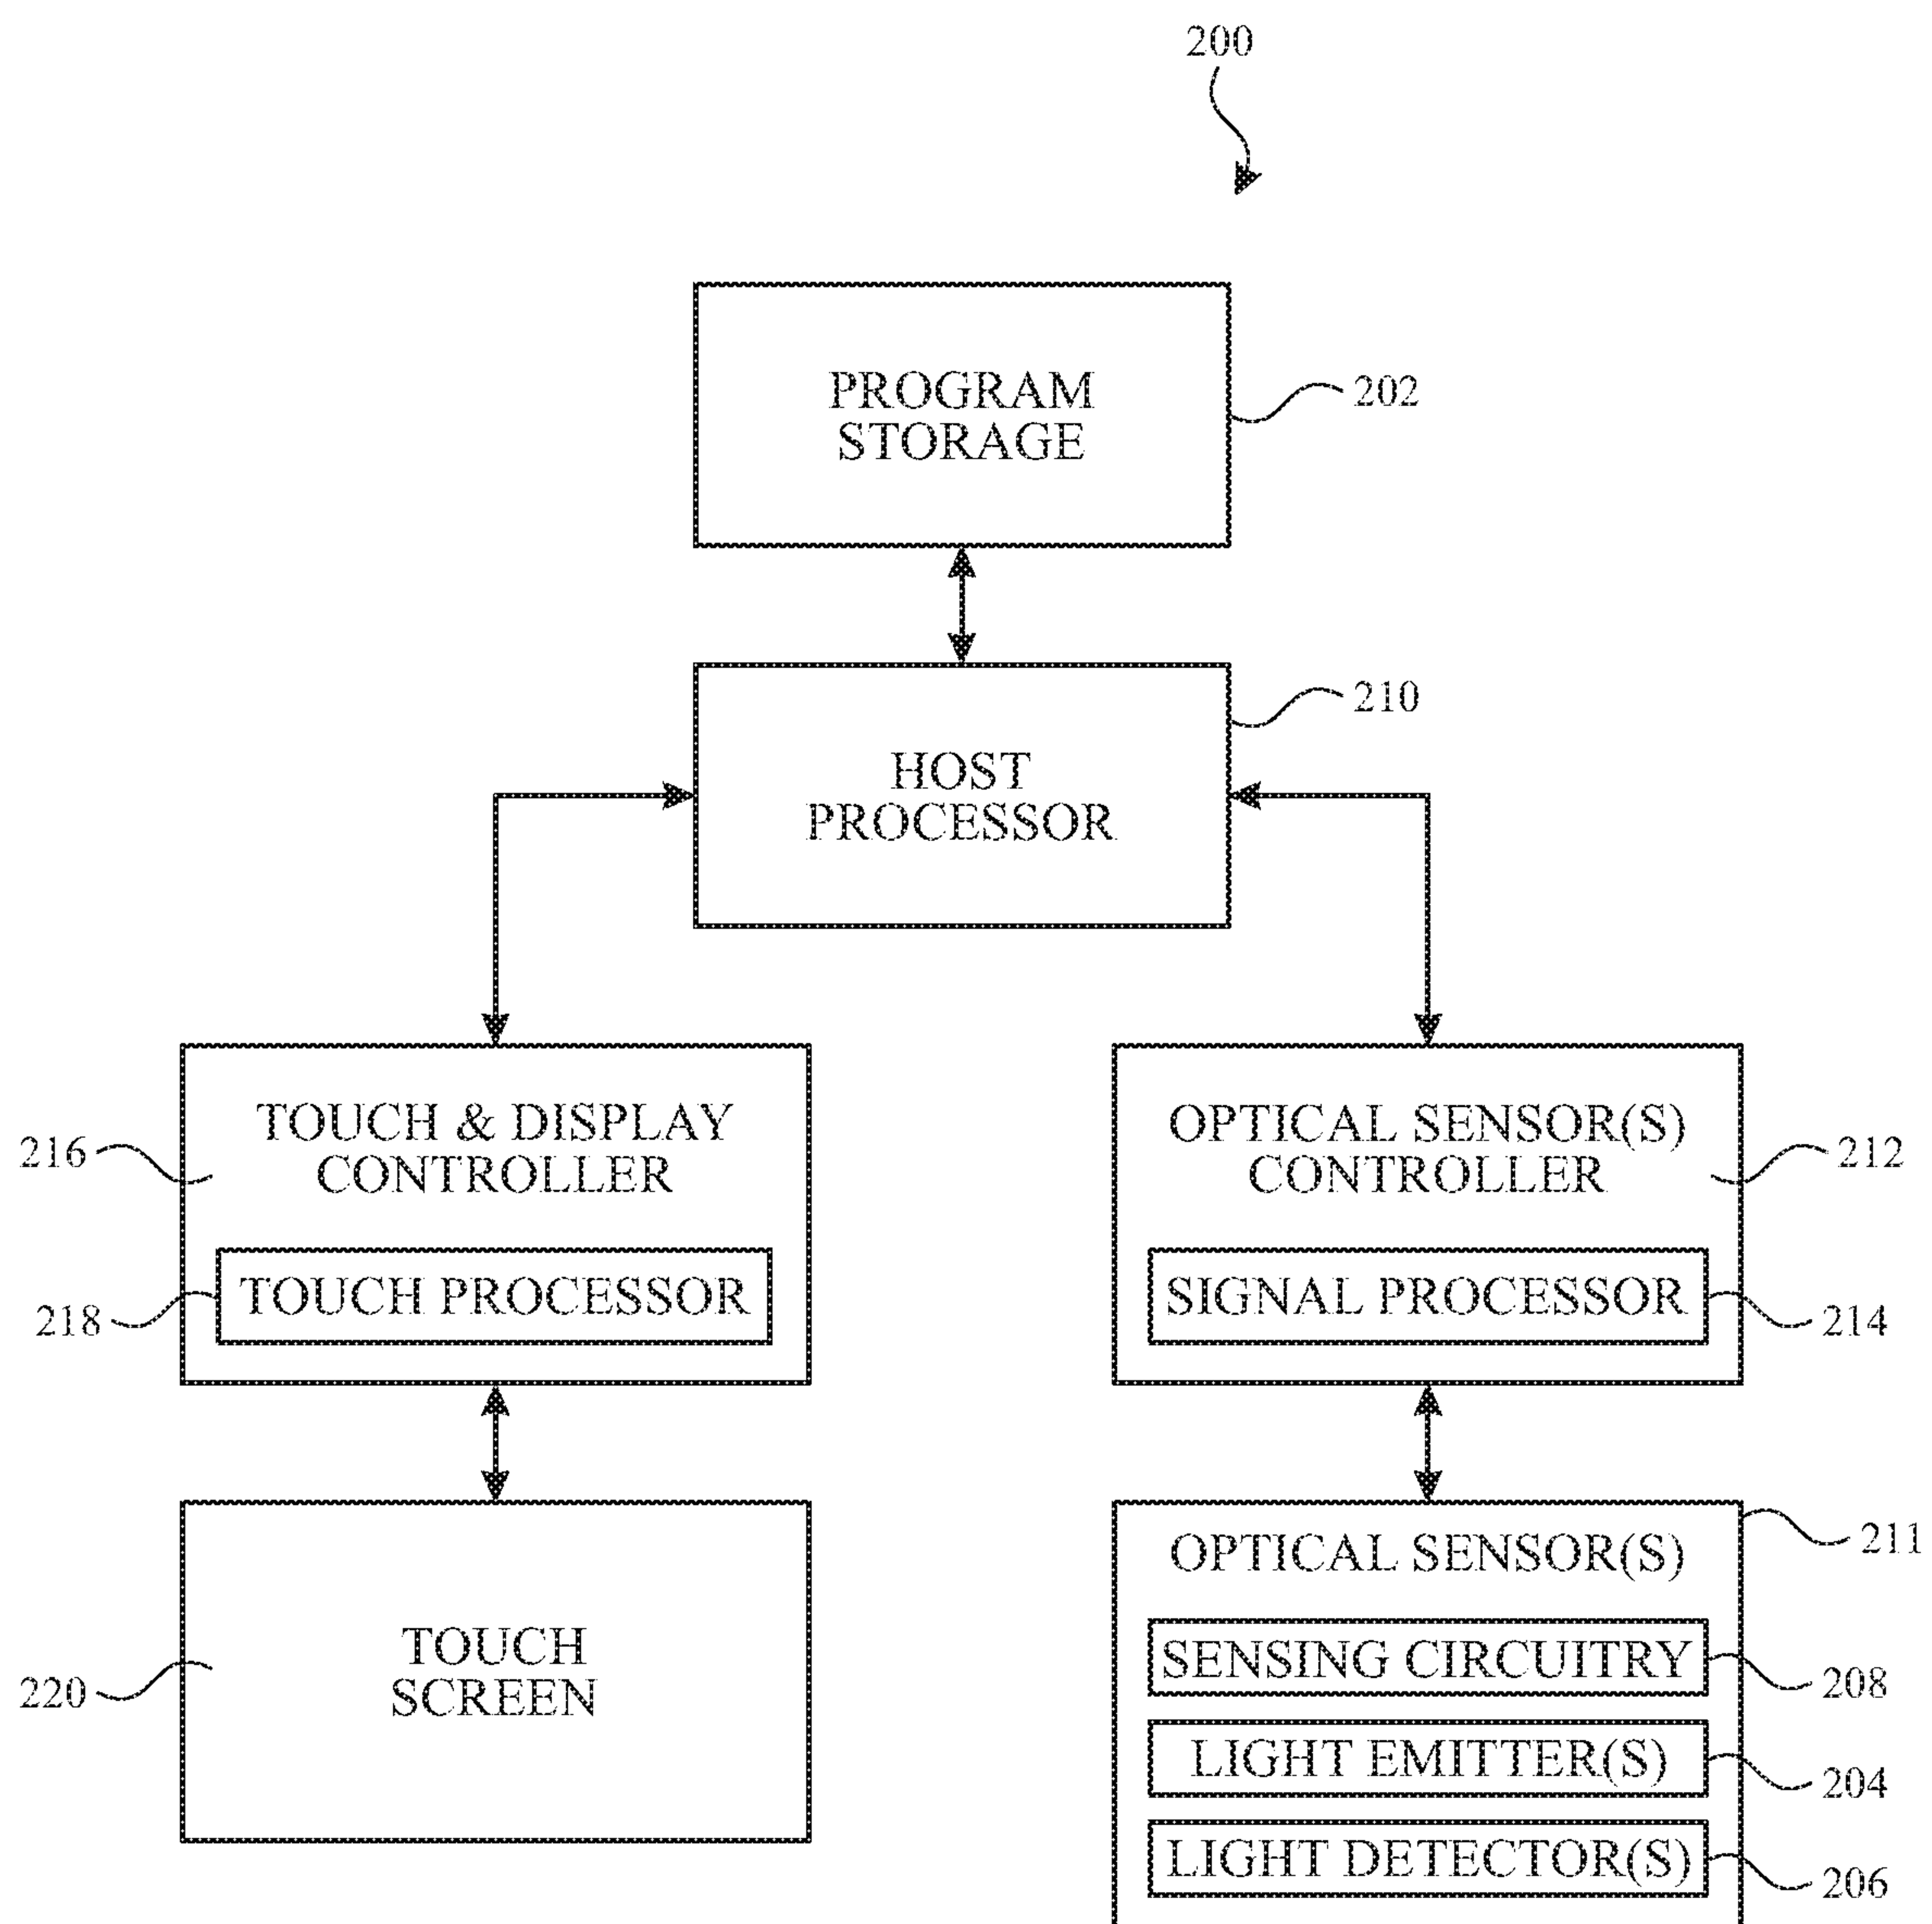 200
PROGRAM
STORAGE
202
HOST
PROCESSOR
210
TOUCH & DISPLAY
CONTROLLER
216
TOUCH PROCESSOR
218
OPTICAL SENSOR(S)
CONTROLLER
212
SIGNAL PROCESSOR
214
TOUCH
SCREEN
220
OPTICAL SENSOR(S)
211
SENSING CIRCUITRY
208
LIGHT EMITTER(S)
204
LIGHT DETECTOR(S)
206